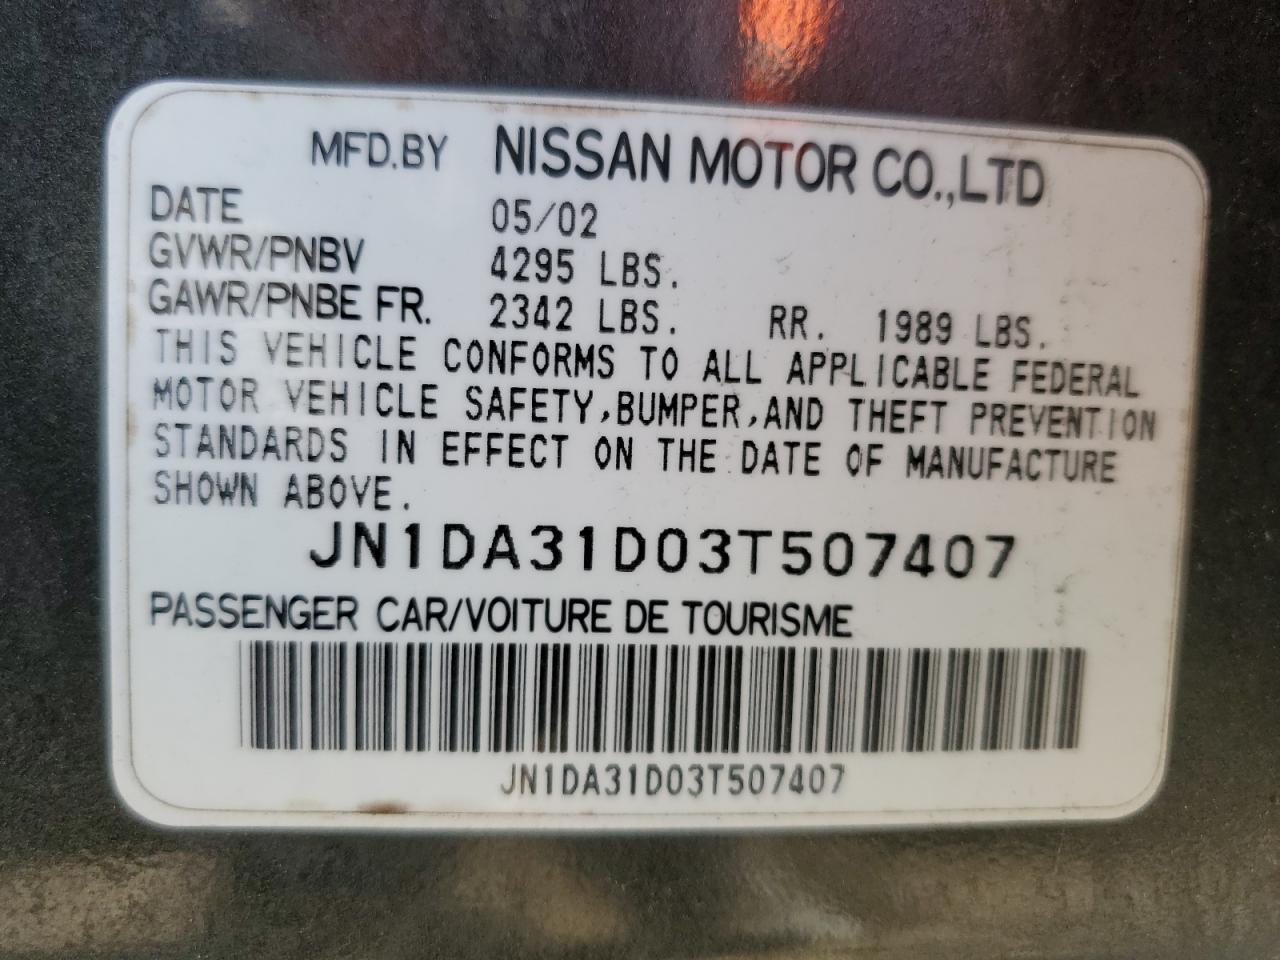 MFD.BY NISSAN MOTOR CO.,LTD
DATE 05/02
GVWR/PNBV 4295 LBS.
GAWR/PNBE FR. 2342 LBS. RR. 1989 LBS.
THIS VEHICLE CONFORMS TO ALL APPLICABLE FEDERAL
MOTOR VEHICLE SAFETY,BUMPER,AND THEFT PREVENTION
STANDARDS IN EFFECT ON THE DATE OF MANUFACTURE
SHOWN ABOVE.
JN1DA31D03T507407
PASSENGER CAR/VOITURE DE TOURISME
JN1DA31D03T507407